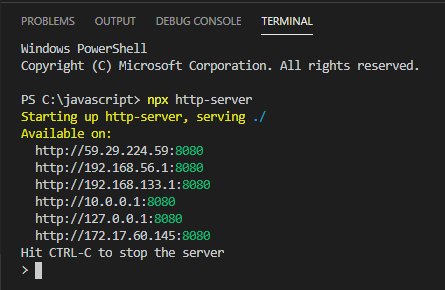 PROBLEMS OUTPUT DEBUG CONSOLE TERMINAL
Windows PowerShell
Copyright (C) Microsoft Corporation. All rights reserved.
PS C:\javascript> npx http-server
Starting up http-server, serving ./
Available on:
http://59.29.224.59:8080
http://192.168.56.1:8080
http://192.168.133.1:8080
http://10.0.0.1:8080
http://127.0.0.1:8080
http://172.17.60.145:8080
Hit CTRL-C to stop the server
>